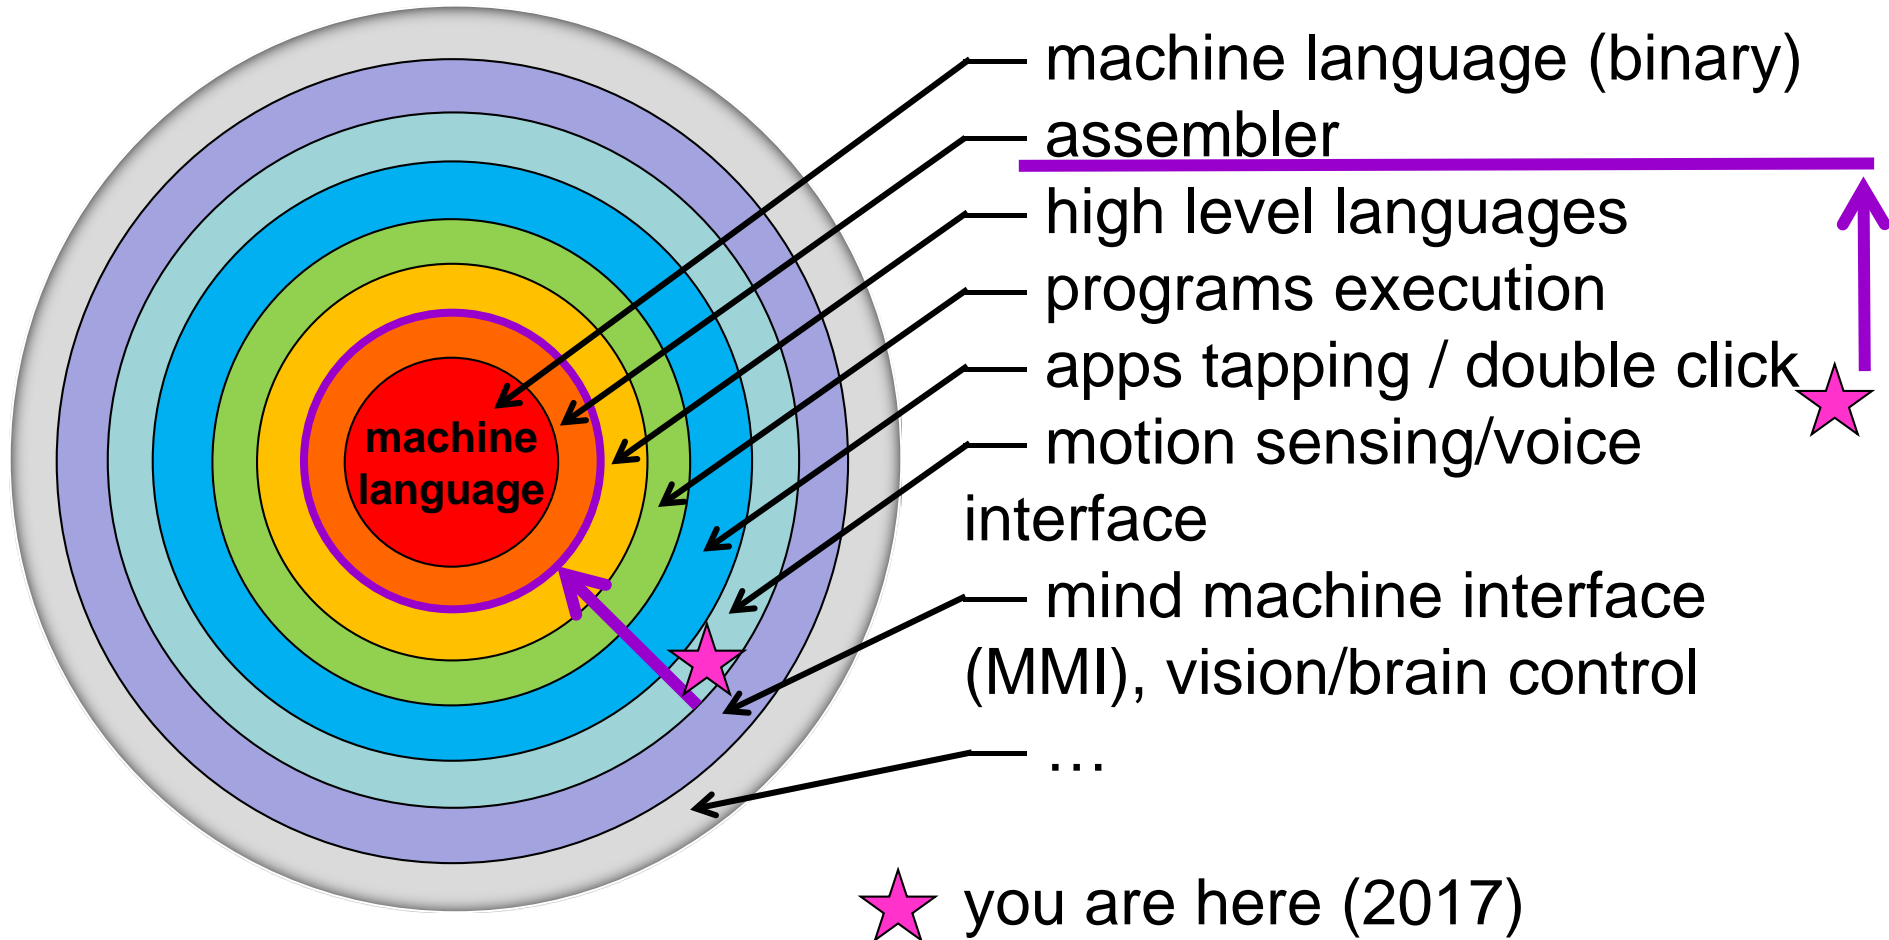 machine language (binary)
assembler
high level languages
programs execution
apps tapping / double click
motion sensing/voice
interface
mind machine interface
(MMI), vision/brain control
…
machine
language
you are here (2017)